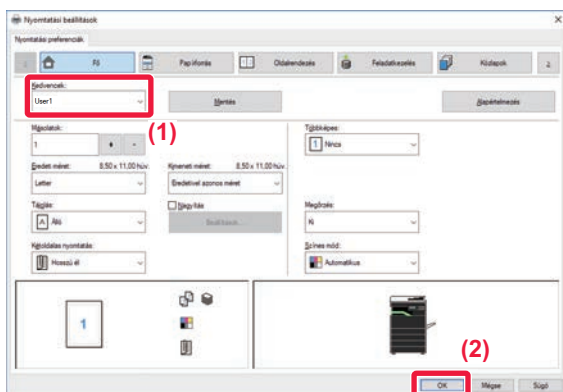 Nyomtatási beállítások
Nyomtatási preferenciák
Fő
Papírforrás
Oldalrendezés
Feladatkezelés
Közlapok
Kedvencek:
User1
Mentés
Alapértelmezés
(1)
Másolatok:
1
+ -
Többképes:
1 Nincs
Eredeti méret: 8,50 x 11,00 hüv.
Kimeneti méret: 8,50 x 11,00 hüv.
Letter
Eredetivel azonos méret
Tájolás:
Nagyítás
Megőrzés:
A Álló
Beállítások...
Ki
Kétoldalas nyomtatás:
Színes mód:
Hosszú él
Automatikus
1
(2)
OK
Mégse
Súgó